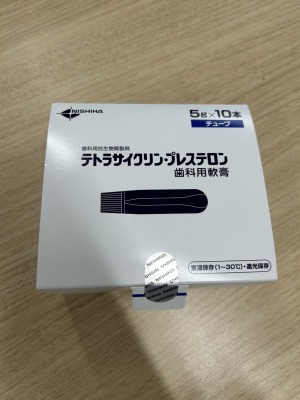 NISHIKA
5g×10本
チューブ
歯科用抗生物質製剤
テトラサイクリン・プレステロン
歯科用軟膏
NISHIKA
室温保存(1~30℃)・遮光保存